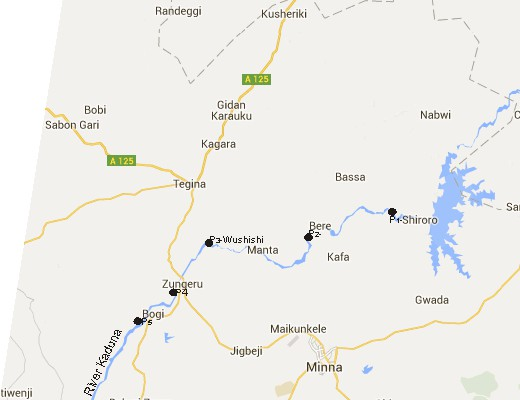 Randeggi
Kusheriki
A 125
Gidan
Karauku
Nabwi
Bobi
Sabon Gari
Kagara
A 125
Tegina
Bassa
P1-Shiroro
Bere
P2-
P3-Wushishi
Manta
Kafa
Zungeru
P4
Gwada
Bogi
P5
Maikunkele
River Kaduna
Jigbeji
Minna
tiwenji